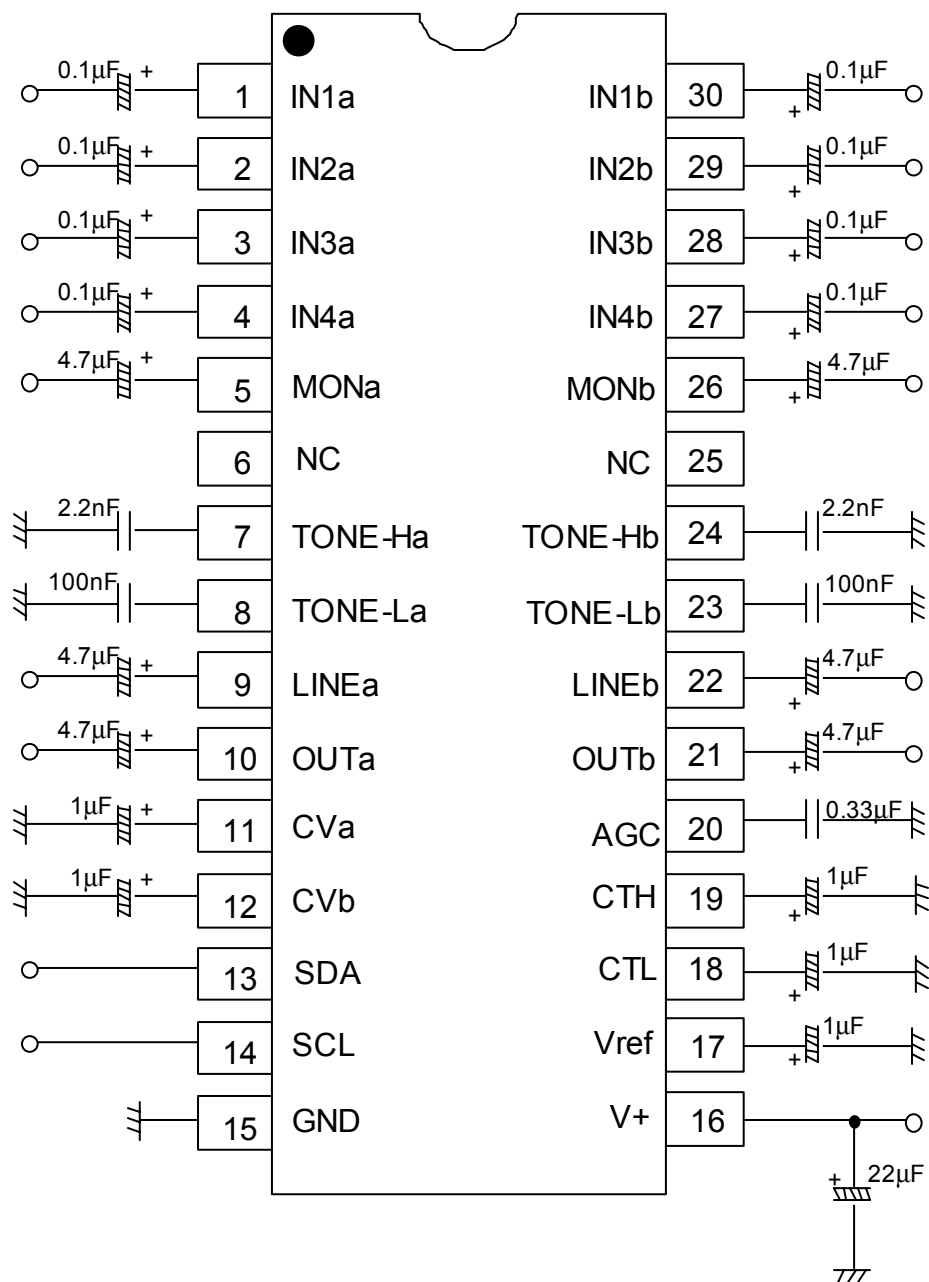 0.1µF + 1 IN1a IN1b 30 + 0.1µF
0.1µF + 2 IN2a IN2b 29 + 0.1µF
0.1µF + 3 IN3a IN3b 28 + 0.1µF
0.1µF + 4 IN4a IN4b 27 + 0.1µF
4.7µF + 5 MONa MONb 26 + 4.7µF
6 NC NC 25
2.2nF 7 TONE-Ha TONE-Hb 24 2.2nF
100nF 8 TONE-La TONE-Lb 23 100nF
4.7µF + 9 LINEa LINEb 22 + 4.7µF
4.7µF + 10 OUTa OUTb 21 + 4.7µF
1µF + 11 CVa AGC 20 0.33µF
1µF + 12 CVb CTH 19 + 1µF
13 SDA CTL 18 + 1µF
14 SCL Vref 17 + 1µF
15 GND V+ 16
+ 22µF